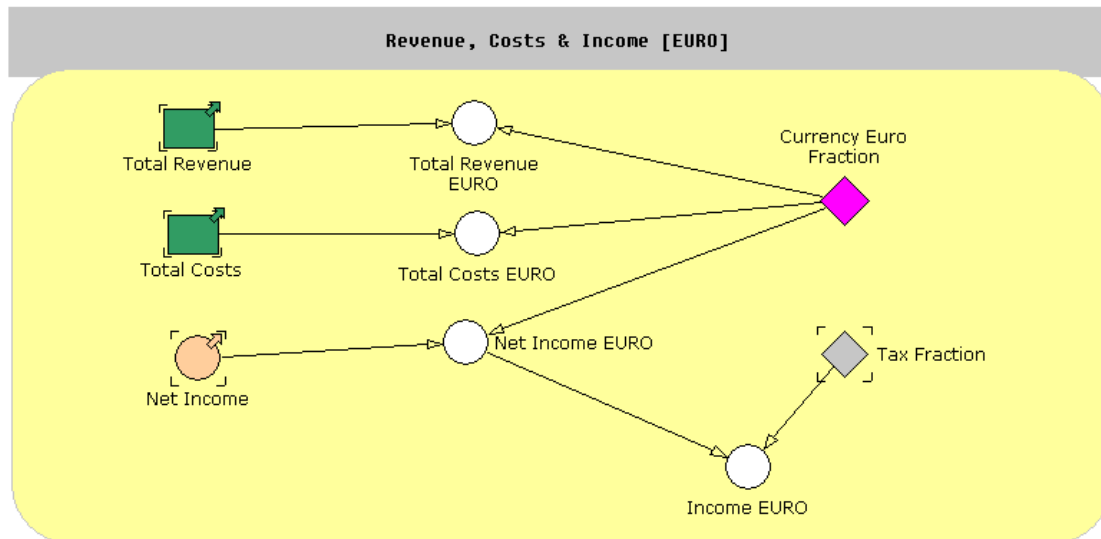 Revenue, Costs & Income [EURO]
Total Revenue
Total Revenue
EURO
Currency Euro
Fraction
Total Costs
Total Costs EURO
Net Income
Net Income EURO
Tax Fraction
Income EURO